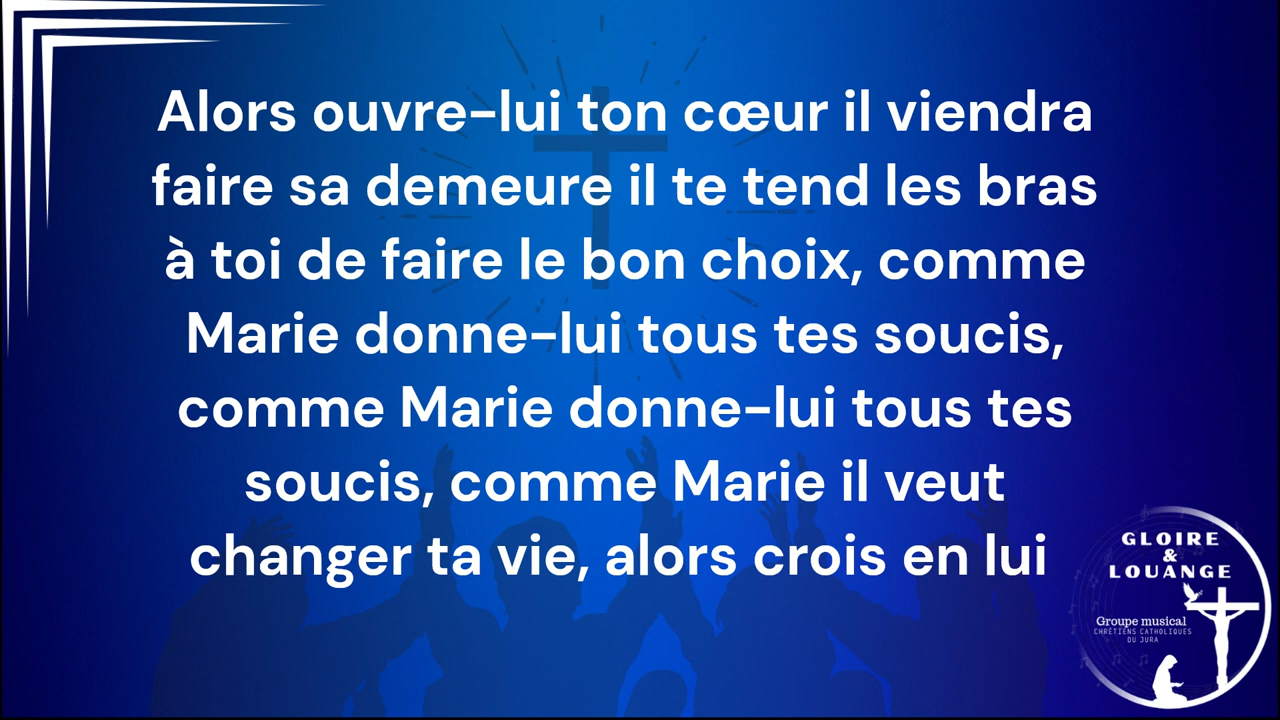 Alors ouvre-lui ton cœur il viendra
faire sa demeure il te tend les bras
à toi de faire le bon choix, comme
Marie donne-lui tous tes soucis,
comme Marie donne-lui tous tes
soucis, comme Marie il veut
changer ta vie, alors crois en lui
GLOIRE
&
LOUANGE
Groupe musical
CHRÉTIENS CATHOLIQUES
DU JURA